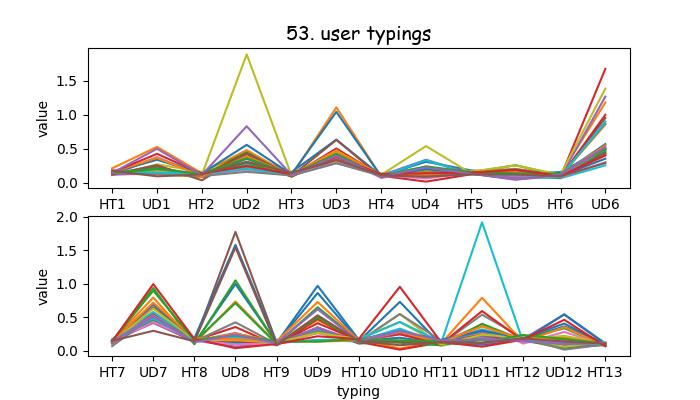 53. user typings
value
1.5
1.0
0.5
0.0
HT1 UD1 HT2 UD2 HT3 UD3 HT4 UD4 HT5 UD5 HT6 UD6
value
2.0
1.5
1.0
0.5
0.0
HT7 UD7 HT8 UD8 HT9 UD9 HT10 UD10 HT11 UD11 HT12 UD12 HT13
typing